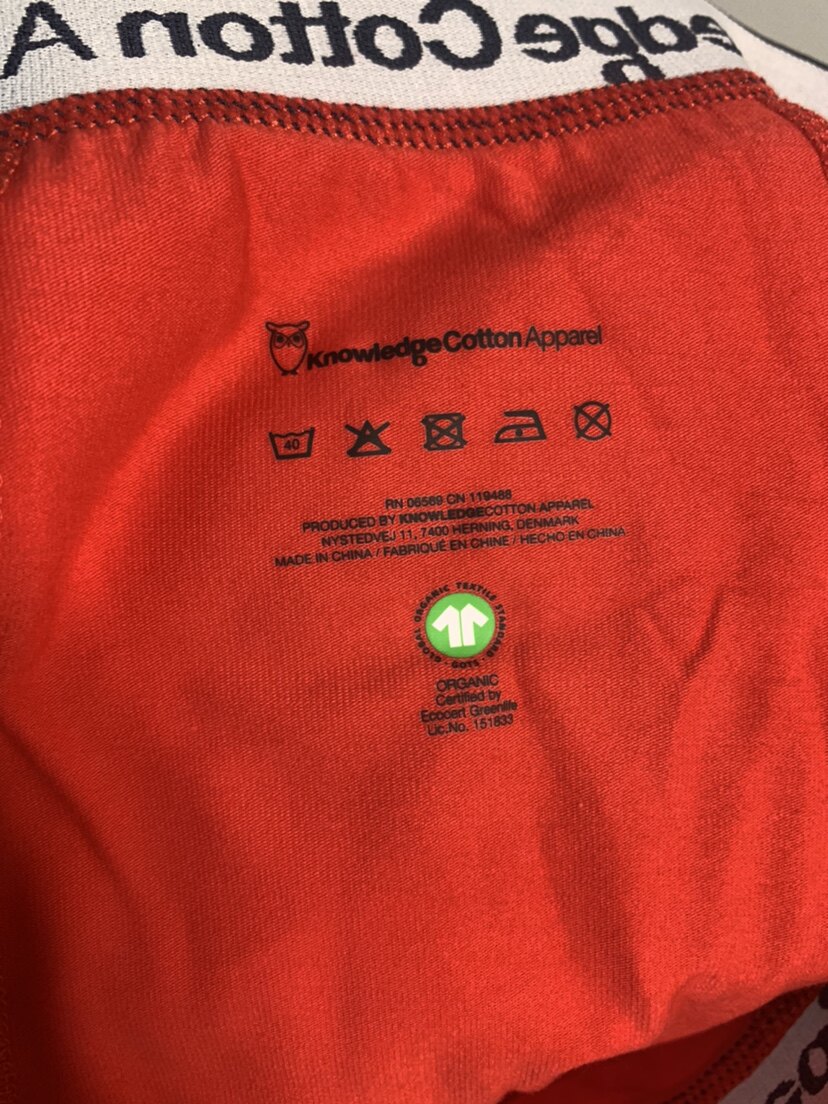 edge Cotton A
KnowledgeCotton Apparel
40
RN 06569 CN 119488
PRODUCED BY KNOWLEDGECOTTON APPAREL
NYSTEDVEJ 11, 7400 HERNING, DENMARK
MADE IN CHINA / FABRIQUÉ EN CHINE / HECHO EN CHINA
GLOBAL ORGANIC TEXTILE STANDARD · GOTS ·
ORGANIC
Certified by
Ecocert Greenlife
Lic.No. 151833